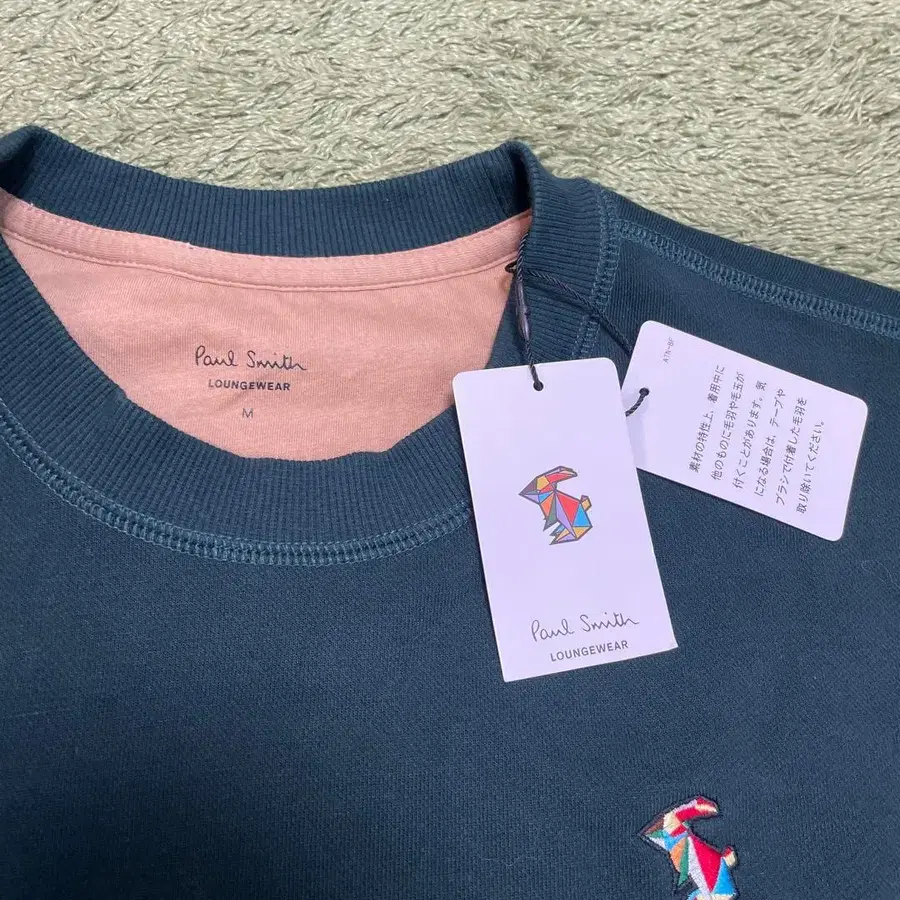 Paul Smith
LOUNGEWEAR
M
Paul Smith
LOUNGEWEAR
素材の特性上、着用中に
他のものに毛羽や毛玉が
付くことがあります。気
になる場合は、テープや
ブラシで付着した毛羽を
取り除いてください。